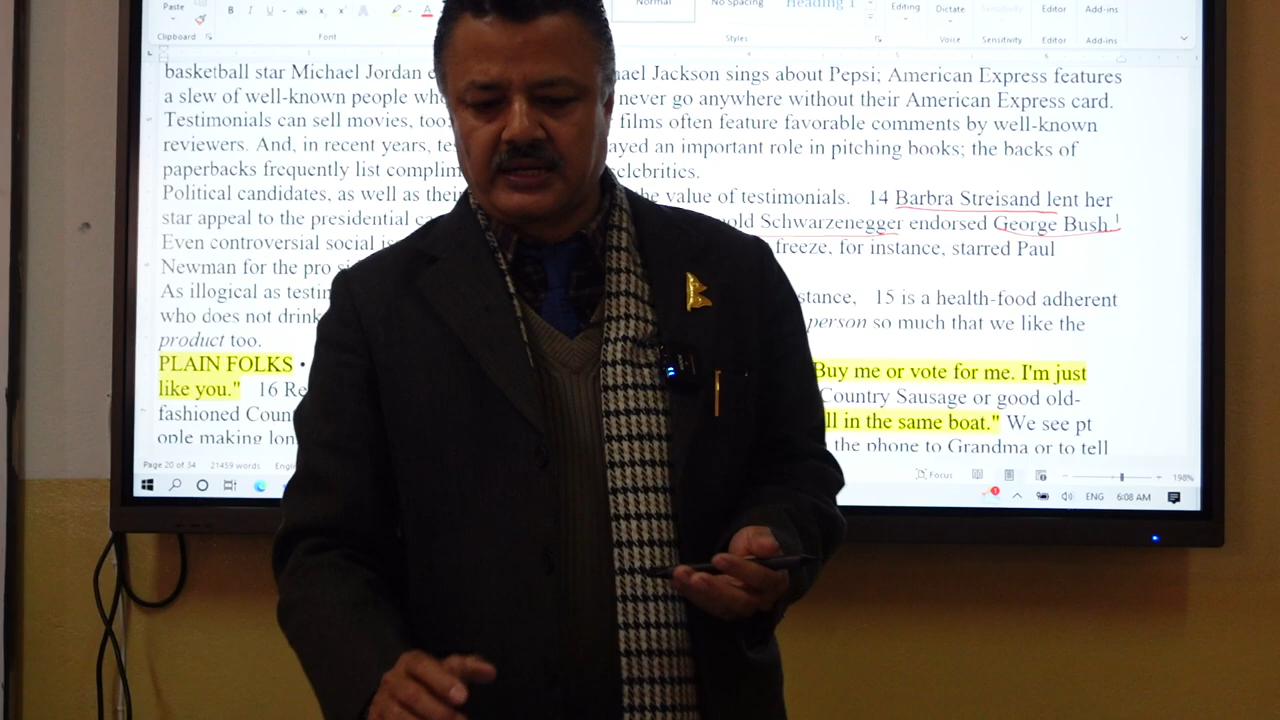 Paste
B I U
Clipboard
Font
Normal
No Spacing
Heading 1
Styles
Editing
Dictate
Sensitivity
Editor
Add-ins
Voice
Sensitivity
Editor
Add-ins
basketball star Michael Jordan ael Jackson sings about Pepsi; American Express features
a slew of well-known people who never go anywhere without their American Express card.
Testimonials can sell movies, too films often feature favorable comments by well-known
reviewers. And, in recent years, tes ayed an important role in pitching books; the backs of
paperbacks frequently list complim elebrities.
Political candidates, as well as their the value of testimonials. 14 Barbra Streisand lent her
star appeal to the presidential ca old Schwarzenegger endorsed George Bush.
Even controversial social is freeze, for instance, starred Paul
Newman for the pro si
As illogical as testin stance, 15 is a health-food adherent
who does not drink person so much that we like the
product too.
PLAIN FOLKS • Buy me or vote for me. I'm just
like you." 16 Re Country Sausage or good old-
fashioned Coun ll in the same boat." We see pt
ople making lon the phone to Grandma or to tell
Page 20 of 34 21459 words Engli
Focus
198%
ENG 6:08 AM